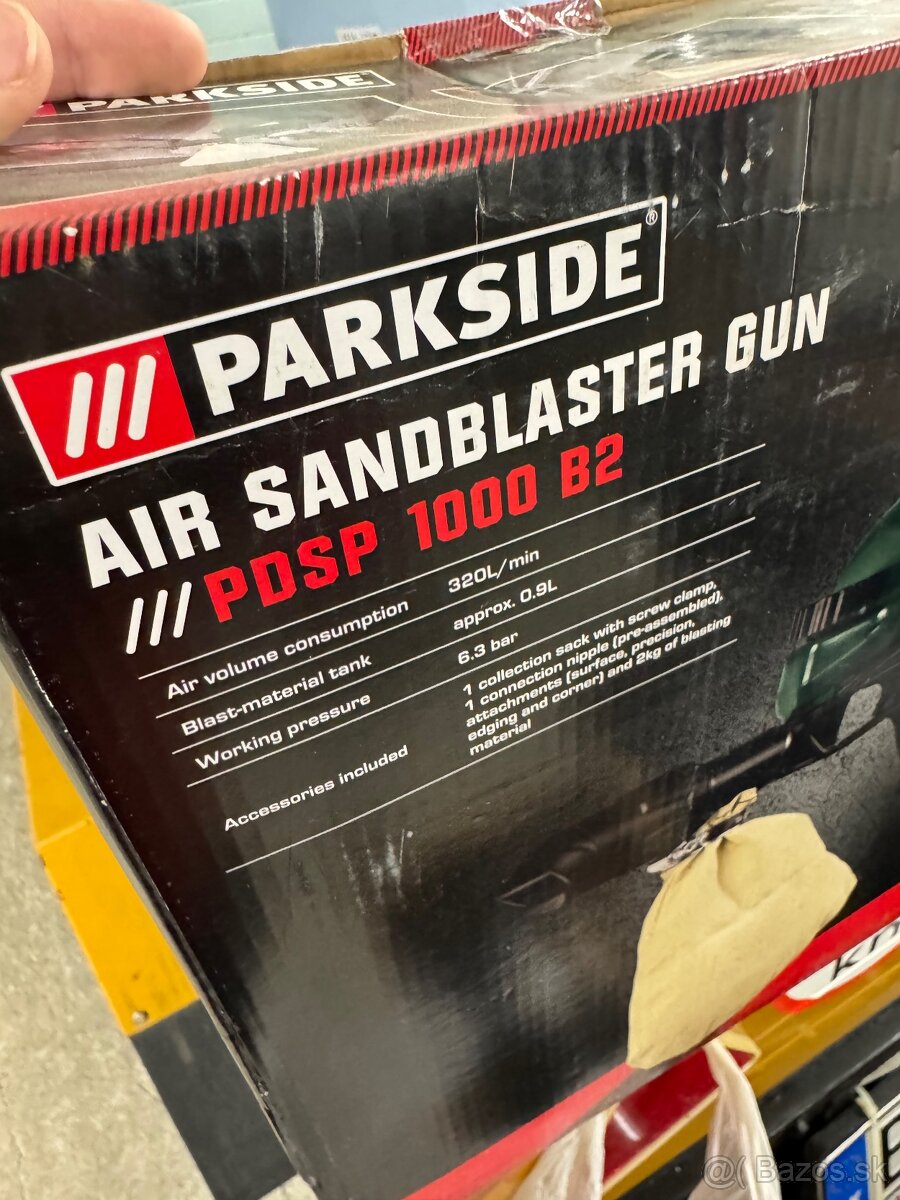 PARKSIDE
PARKSIDE®
AIR SANDBLASTER GUN
///PDSP 1000 B2
Air volume consumption 320L/min
Blast-material tank approx. 0.9L
Working pressure 6.3 bar
Accessories included 1 collection sack with screw clamp,
1 connection nipple (pre-assembled),
attachments (surface, precision,
edging and corner) and 2kg of blasting
material
@( Bazos.sk